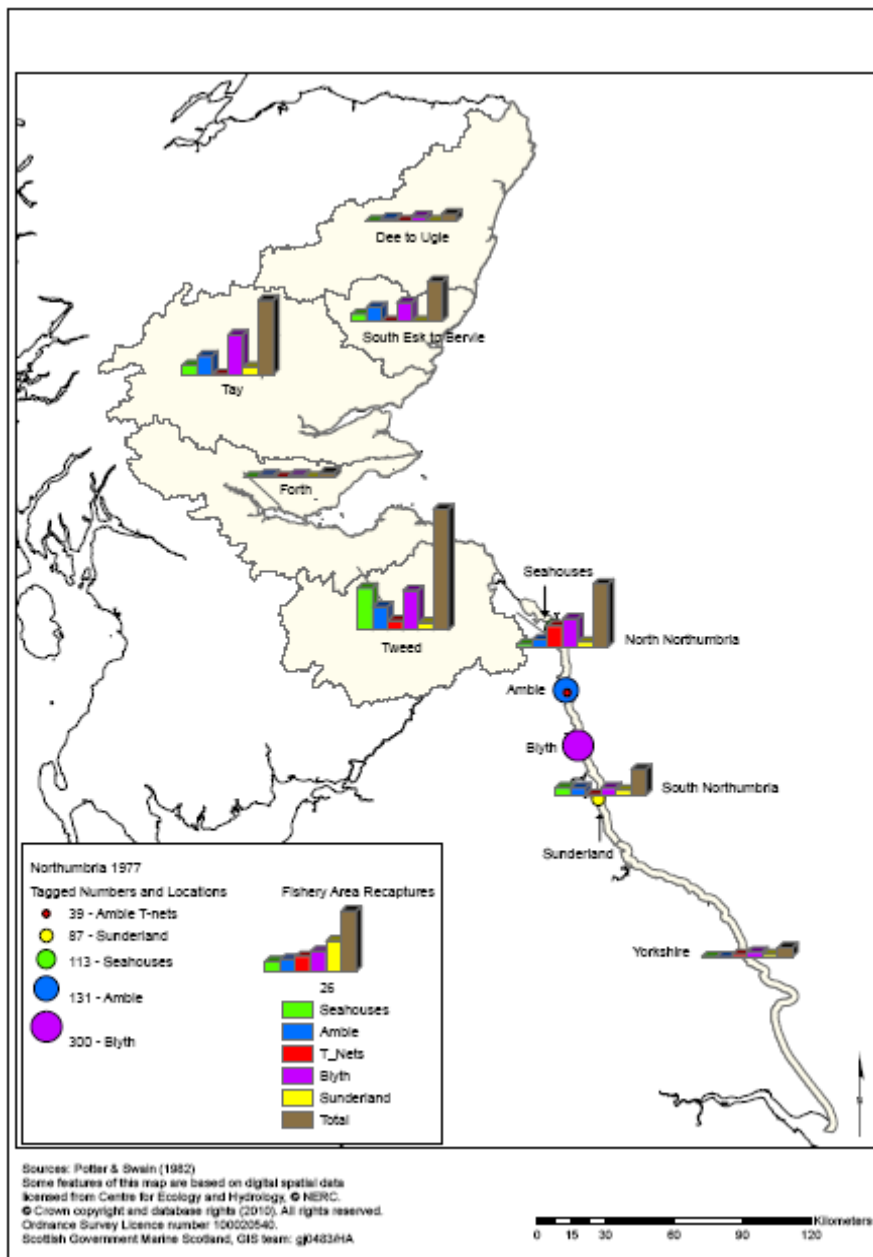 Dee to Ugie
South Esk to Bervie
Tay
Forth
Seahouses
Tweed
North Northumbria
Amble
Blyth
South Northumbria
Sunderland
Yorkshire
Northumbria 1977
Tagged Numbers and Locations
39 - Amble T-nets
87 - Sunderland
113 - Seahouses
131 - Amble
300 - Blyth
Fishery Area Recaptures
26
Seahouses
Amble
T_Nets
Blyth
Sunderland
Total
Sources: Potter & Swain (1982)
Some features of this map are based on digital spatial data
licensed from Centre for Ecology and Hydrology, © NERC.
© Crown copyright and database rights (2010). All rights reserved.
Ordnance Survey Licence number 100020540.
Scottish Government Marine Scotland, GIS team: gj0483/HA
Kilometers
0 15 30 60 90 120